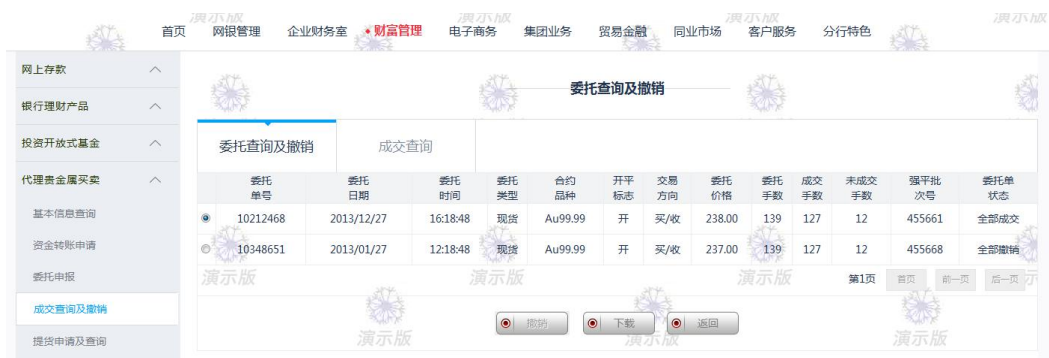 演示版 演示版 演示版 演示版
首页 网银管理 企业财务室 财富管理 电子商务 集团业务 贸易金融 同业市场 客户服务 分行特色
网上存款
银行理财产品
投资开放式基金
代理贵金属买卖
基本信息查询
资金转账申请
委托申报
成交查询及撤销
提货申请及查询
委托查询及撤销
委托查询及撤销 成交查询
委托单号 委托日期 委托时间 委托类型 合约品种 开平标志 交易方向 委托价格 委托手数 成交手数 未成交手数 强平批次号 委托单状态
10212468 2013/12/27 16:18:48 现货 Au99.99 开 买/收 238.00 139 127 12 455661 全部成交
10348651 2013/01/27 12:18:48 现货 Au99.99 开 买/收 237.00 139 127 12 455668 全部撤销
演示版 演示版 演示版 演示版
第1页 首页 前一页 后一页
撤销 下载 返回
演示版 演示版 演示版